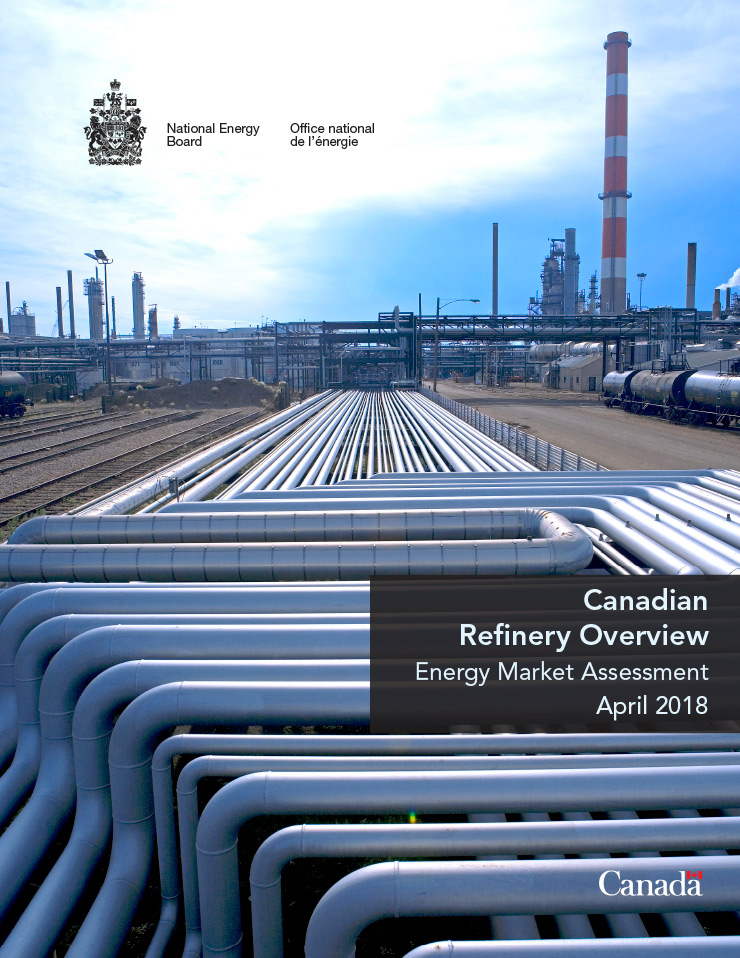 National Energy
Board
Office national
de l'énergie
Canadian
Refinery Overview
Energy Market Assessment
April 2018
Canada